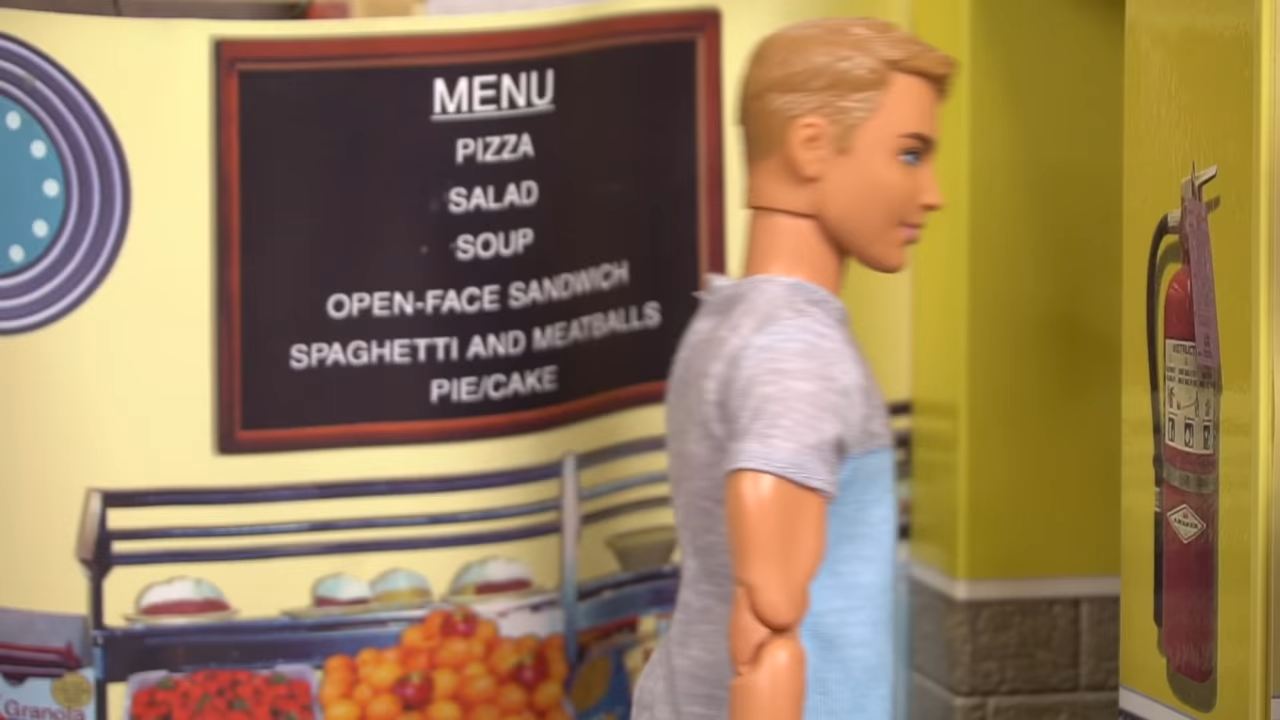 MENU
PIZZA
SALAD
SOUP
OPEN-FACE SANDWICH
SPAGHETTI AND MEATBALLS
PIE/CAKE
Granola